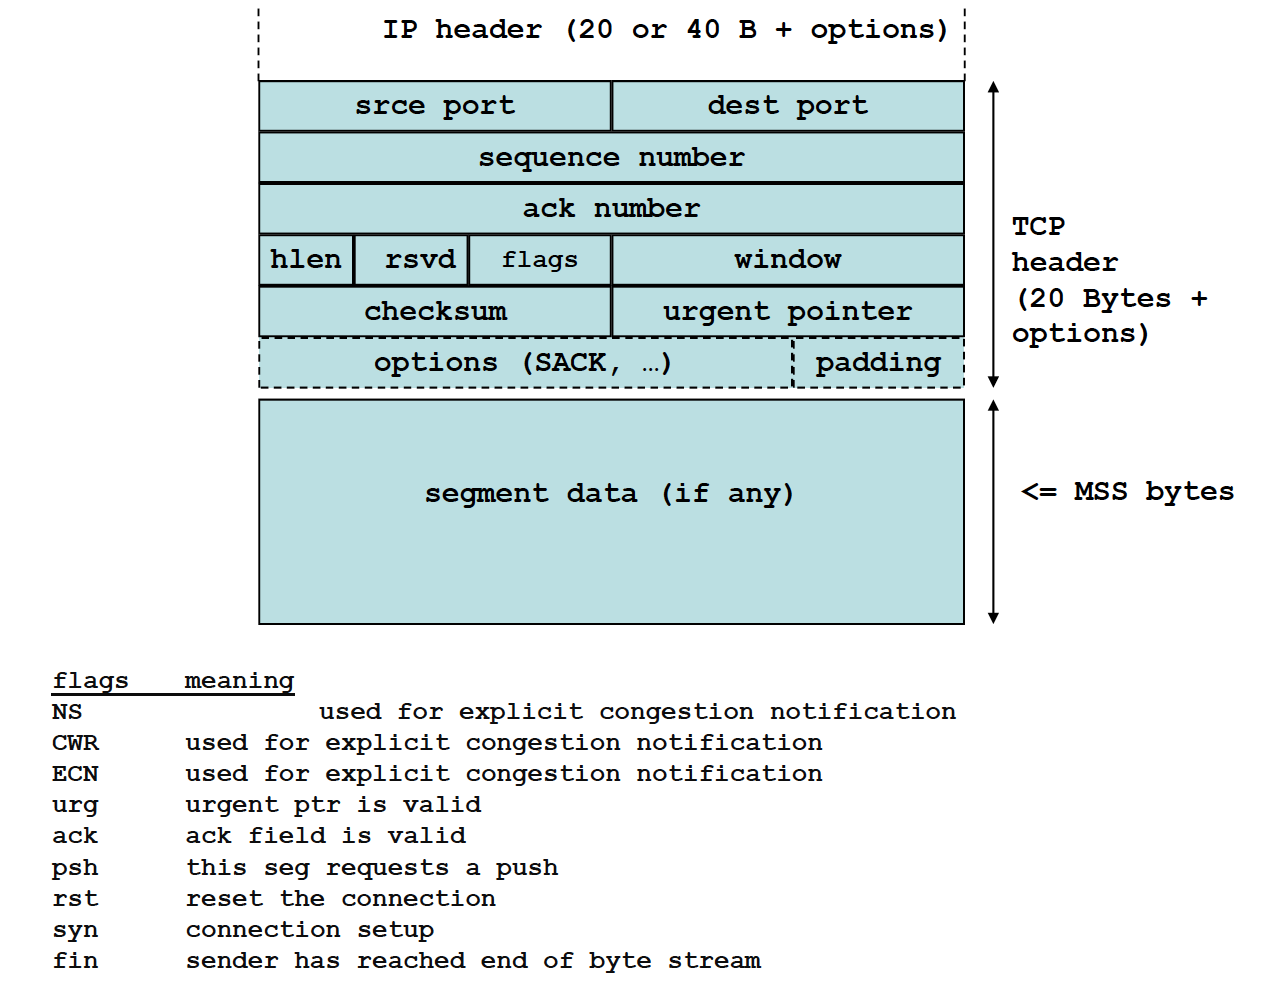 IP header (20 or 40 B + options)
srce port dest port
sequence number
ack number
hlen rsvd flags window
checksum urgent pointer
options (SACK, …) padding
TCP
header
(20 Bytes +
options)
segment data (if any)
<= MSS bytes
flags meaning
NS used for explicit congestion notification
CWR used for explicit congestion notification
ECN used for explicit congestion notification
urg urgent ptr is valid
ack ack field is valid
psh this seg requests a push
rst reset the connection
syn connection setup
fin sender has reached end of byte stream